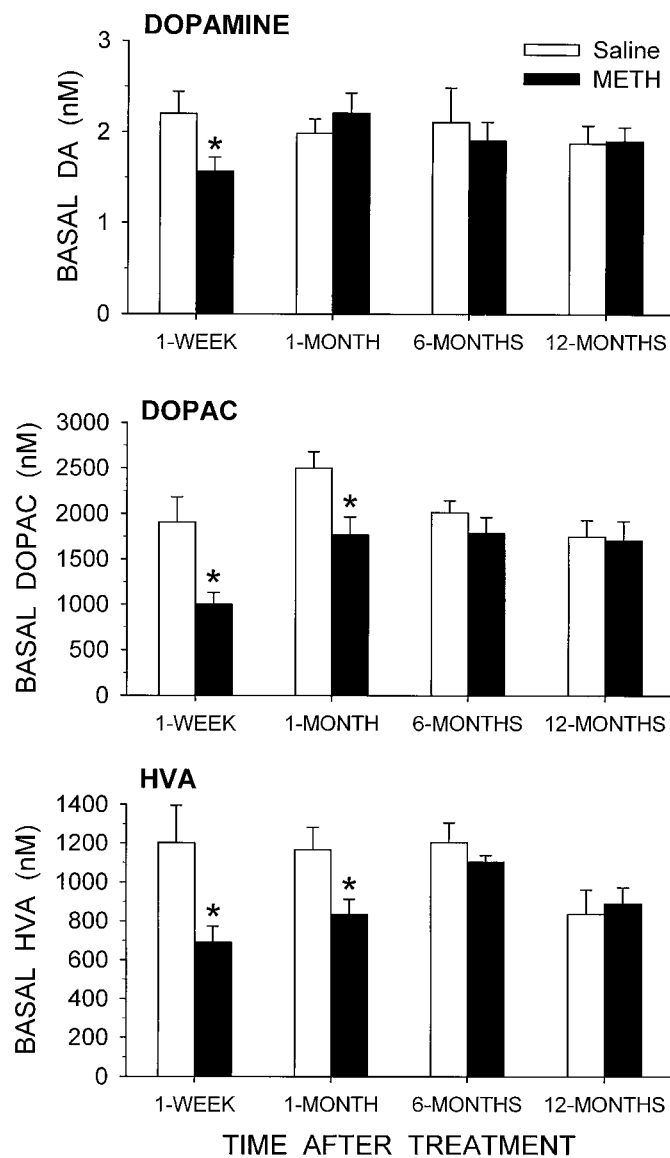 DOPAMINE
Saline
METH
BASAL DA (nM)
3
2
1
0
1-WEEK 1-MONTH 6-MONTHS 12-MONTHS
*
DOPAC
BASAL DOPAC (nM)
3000
2500
2000
1500
1000
500
0
* *
1-WEEK 1-MONTH 6-MONTHS 12-MONTHS
HVA
BASAL HVA (nM)
1400
1200
1000
800
600
400
200
0
* *
1-WEEK 1-MONTH 6-MONTHS 12-MONTHS
TIME AFTER TREATMENT